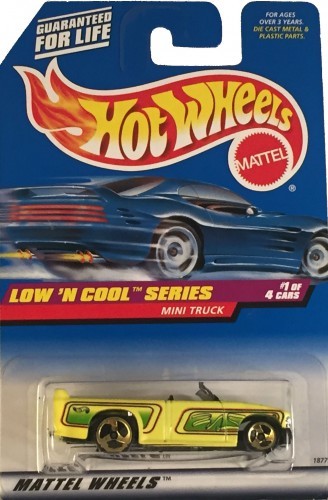 GUARANTEED
FOR LIFE
FOR AGES
OVER 3 YEARS.
DIE CAST METAL &
PLASTIC PARTS.
HOT WHEELS
MATTEL
®
LOW 'N COOL™ SERIES
#1 OF
4 CARS
MINI TRUCK
MATTEL WHEELS™
1877